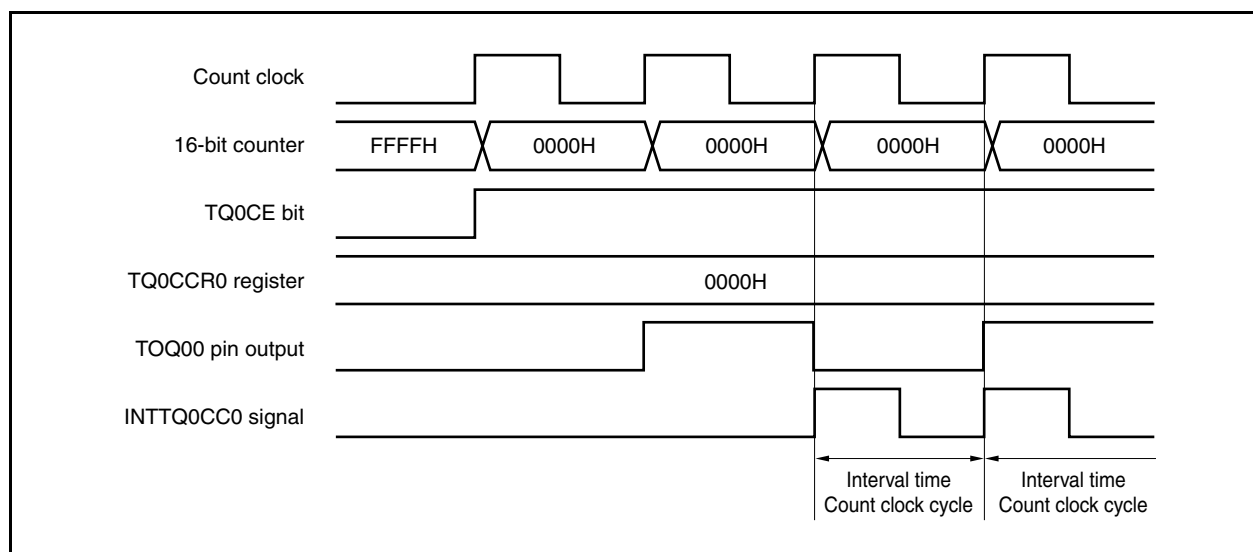 Count clock
16-bit counter
FFFFH 0000H 0000H 0000H 0000H
TQ0CE bit
TQ0CCR0 register
0000H
TOQ00 pin output
INTTQ0CC0 signal
Interval time
Count clock cycle
Interval time
Count clock cycle